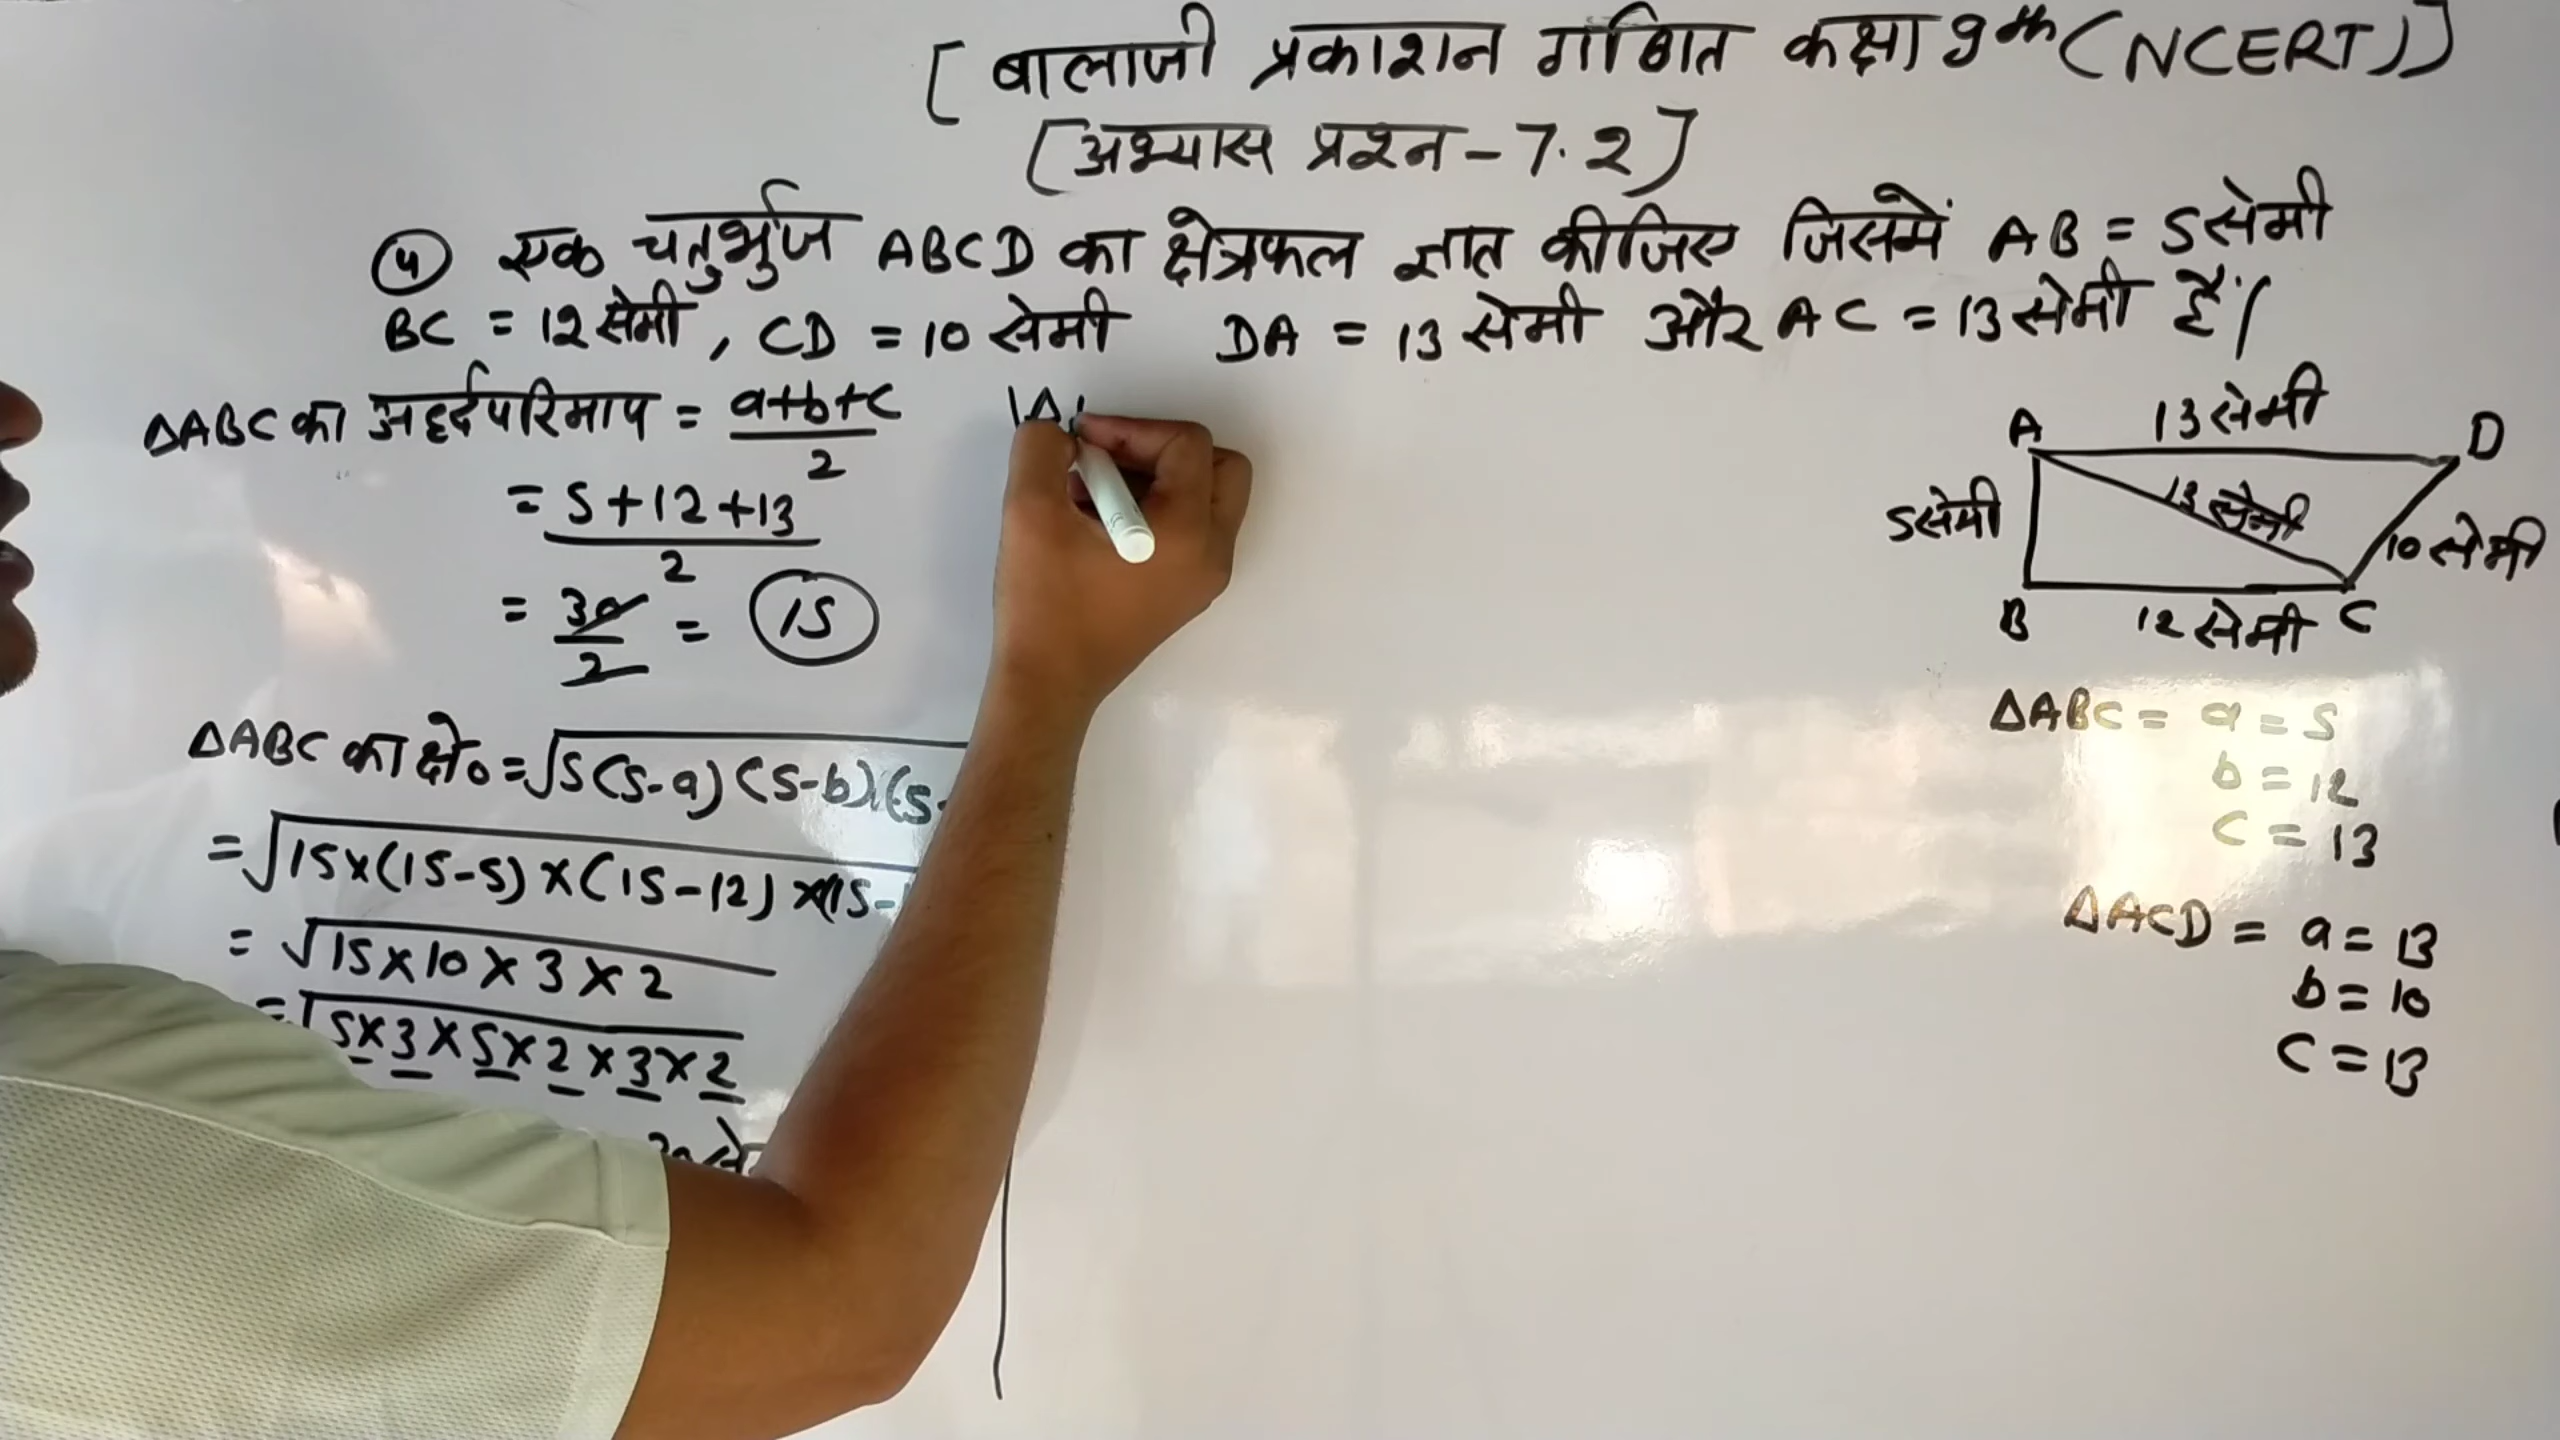 [ बालाजी प्रकाशन गणित कक्षा 9th (NCERT)]
[अभ्यास प्रश्न - 7.2]
५ एक चतुर्भुज ABCD का क्षेत्रफल ज्ञात कीजिए जिसमें AB = 5सेमी
BC = 12 सेमी, CD = 10 सेमी DA = 13 सेमी और AC = 13 सेमी हैं।
ΔABC का अर्द्धपरिमाप = a+b+c
2
= 5+12+13
2
= 30 = 15
2
ΔABC का क्षे० = √s(s-a)(s-b)(s-
= √15×(15-5)×(15-12)×(15-
= √15×10×3×2
= √5×3×5×2×3×2
13 सेमी
A D
13 सेमी
5सेमी
10 सेमी
B C
12 सेमी
ΔABC = a = 5
b = 12
c = 13
ΔACD = a = 13
b = 10
c = 13